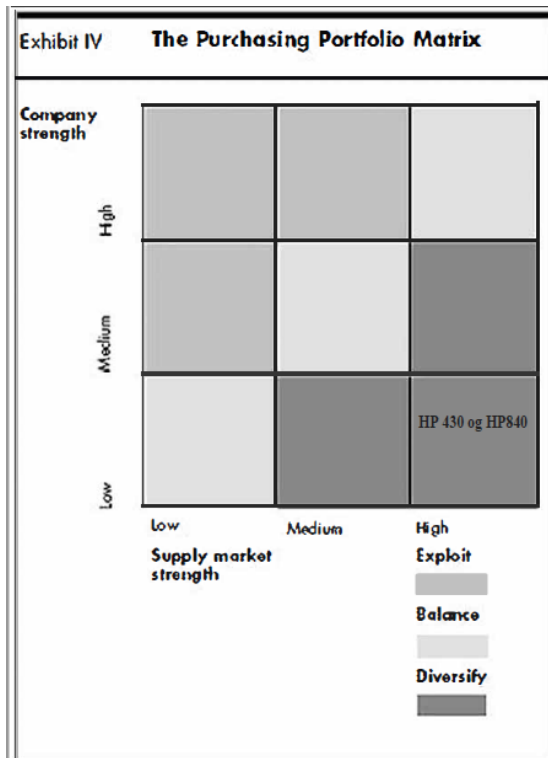 Exhibit IV The Purchasing Portfolio Matrix
Company
strength
High
Medium
HP 430 og HP840
Low
Low Medium High
Supply market
strength
Exploit
Balance
Diversify